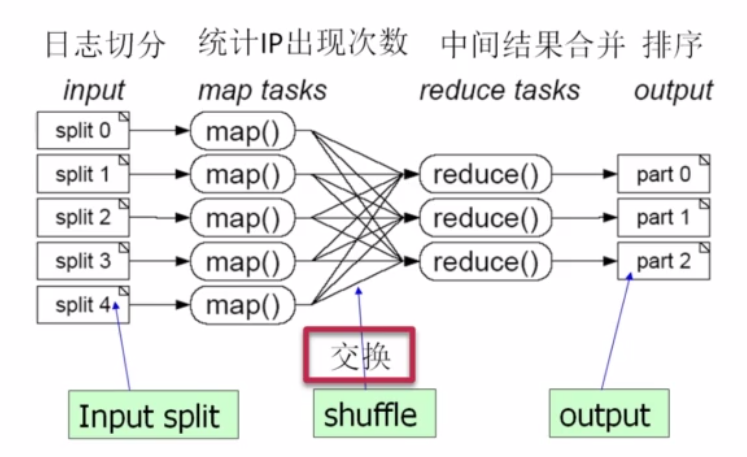 日志切分 统计IP出现次数 中间结果合并 排序
input map tasks reduce tasks output
split 0 map()
split 1 map() reduce() part 0
split 2 map() reduce() part 1
split 3 map() reduce() part 2
split 4 map()
交换
Input split shuffle output